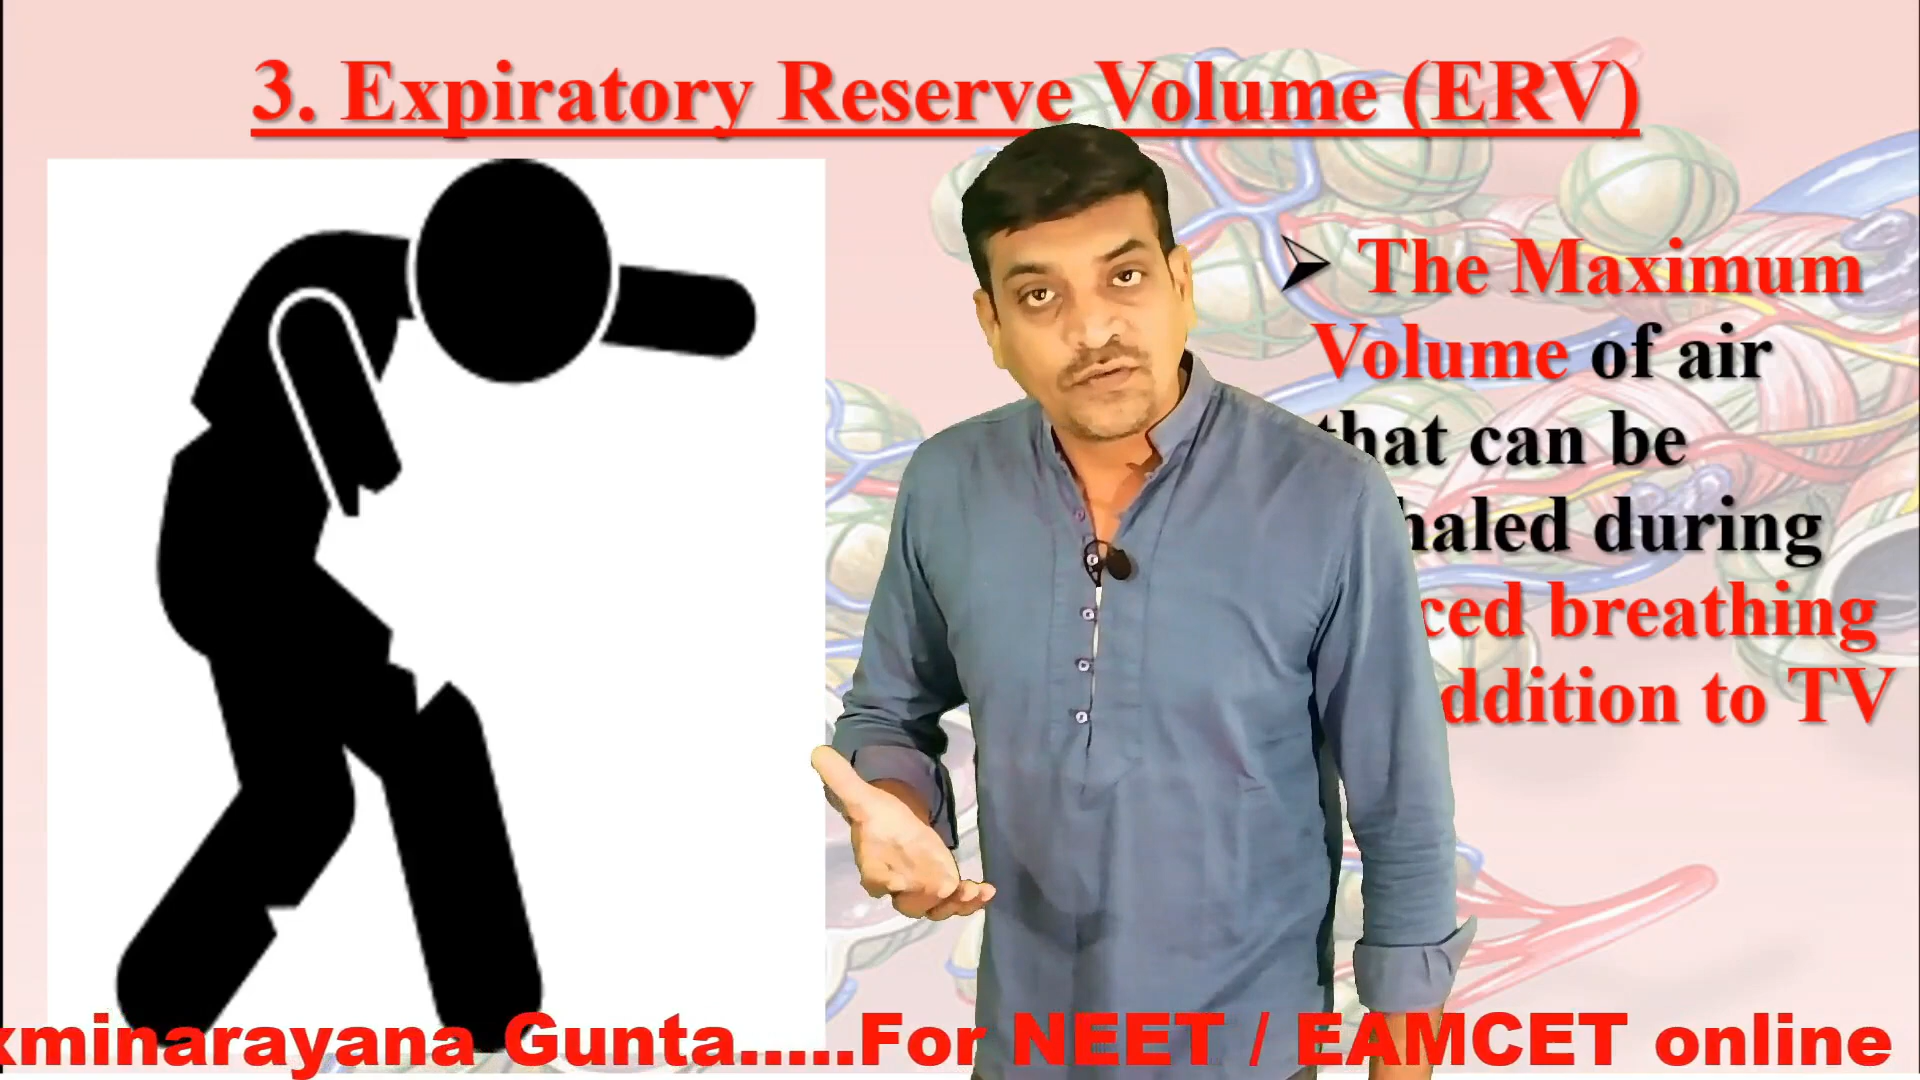 3. Expiratory Reserve Volume (ERV)
The Maximum
Volume of air
that can be
haled during
ced breathing
ddition to TV
xminarayana Gunta.....For NEET / EAMCET online